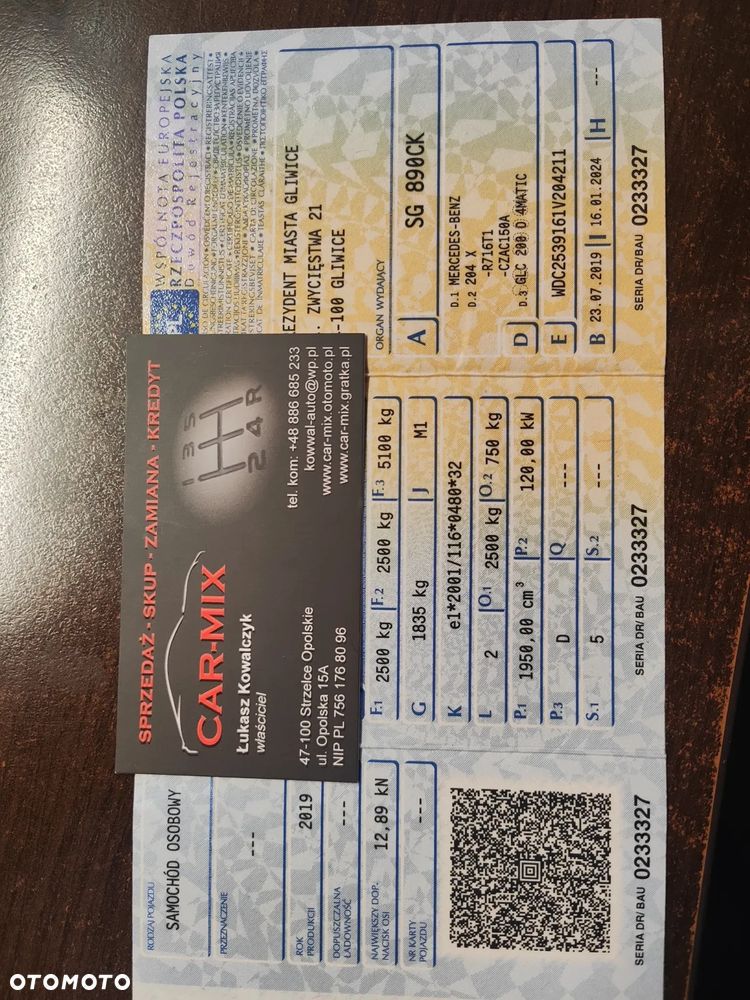 WSPÓLNOTA EUROPEJSKA
RZECZPOSPOLITA POLSKA
Dowód Rejestracyjny
PREZYDENT MIASTA GLIWICE
. ZWYCIĘSTWA 21
-100 GLIWICE
ORGAN WYDAJĄCY
A SG 890CK
D.1 MERCEDES-BENZ
D.2 204 X
-R716T1
-CZAC150A
D D.3 GLC 200 D 4MATIC
E WDC2539161V204211
B 23.07.2019 I 16.01.2024 H ---
SERIA DR/BAU 0233327
F.1 2500 kg F.2 2500 kg F.3 5100 kg
G 1835 kg J M1
K e1*2001/116*0480*32
L 2 O.1 2500 kg O.2 750 kg
P.1 1950,00 cm³ P.2 120,00 kW
P.3 D Q ---
S.1 5 S.2 ---
SERIA DR/BAU 0233327
RODZAJ POJAZDU
SAMOCHÓD OSOBOWY
PRZEZNACZENIE
---
ROK
PRODUKCJI 2019
DOPUSZCZALNA
ŁADOWNOŚĆ ---
NAJWIĘKSZY DOP.
NACISK OSI 12,89 kN
NR KARTY
POJAZDU ---
SERIA DR/BAU 0233327
SPRZEDAŻ - SKUP - ZAMIANA - KREDYT
CAR-MIX
1 3 5
2 4 R
Łukasz Kowalczyk
właściciel
47-100 Strzelce Opolskie
ul. Opolska 15A
NIP PL 756 176 80 96
tel. kom: +48 886 685 233
kowwal-auto@wp.pl
www.car-mix.otomoto.pl
www.car-mix.gratka.pl
OTOMOTO